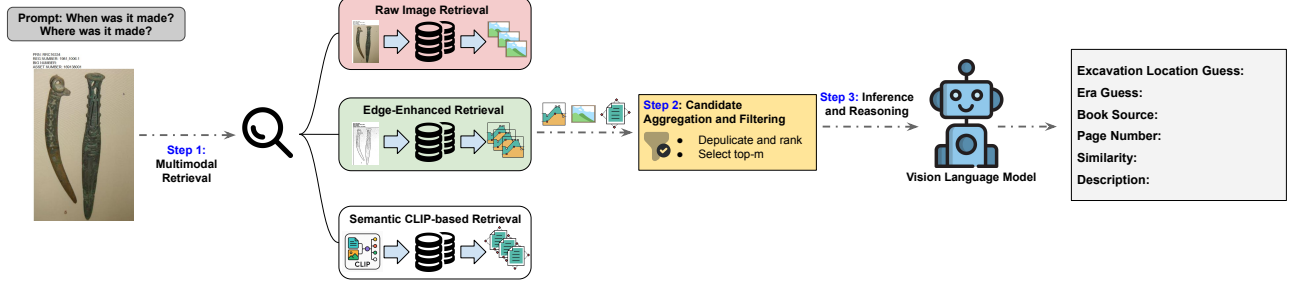 Prompt: When was it made?
Where was it made?
Step 1:
Multimodal
Retrieval
Raw Image Retrieval
Edge-Enhanced Retrieval
Semantic CLIP-based Retrieval
CLIP
Step 2: Candidate
Aggregation and Filtering
● Depulicate and rank
● Select top-m
Step 3: Inference
and Reasoning
Vision Language Model
Excavation Location Guess:
Era Guess:
Book Source:
Page Number:
Similarity:
Description: